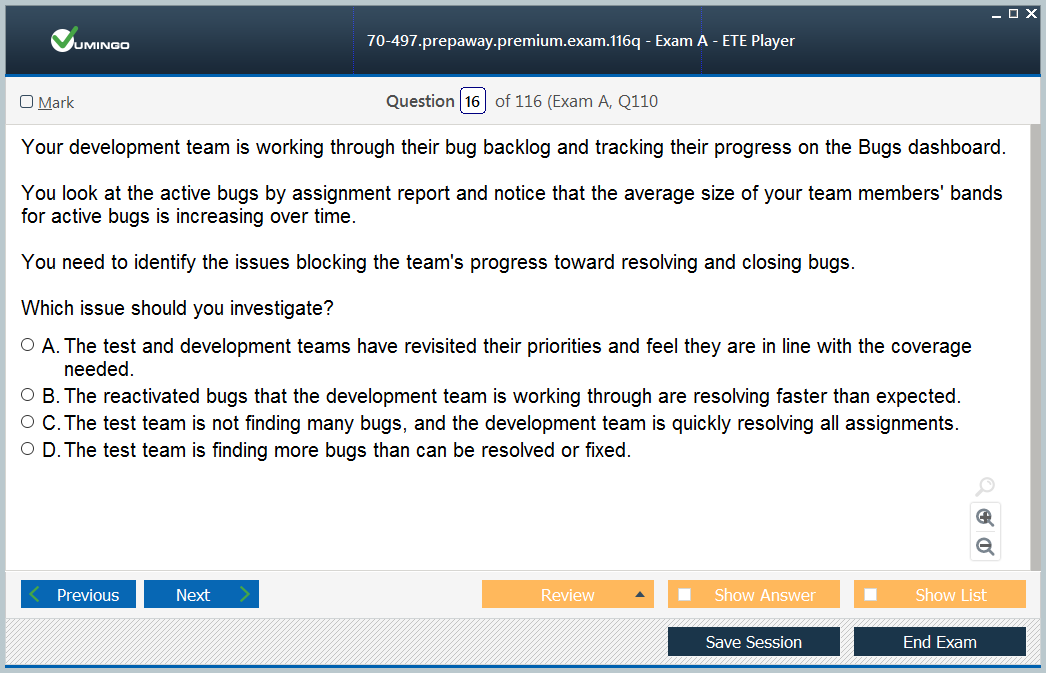 VUMINGO
70-497.prepaway.premium.exam.116q - Exam A - ETE Player
Mark
Question 16 of 116 (Exam A, Q110
Your development team is working through their bug backlog and tracking their progress on the Bugs dashboard.
You look at the active bugs by assignment report and notice that the average size of your team members' bands
for active bugs is increasing over time.
You need to identify the issues blocking the team's progress toward resolving and closing bugs.
Which issue should you investigate?
A. The test and development teams have revisited their priorities and feel they are in line with the coverage
needed.
B. The reactivated bugs that the development team is working through are resolving faster than expected.
C. The test team is not finding many bugs, and the development team is quickly resolving all assignments.
D. The test team is finding more bugs than can be resolved or fixed.
Previous
Next
Review
Show Answer
Show List
Save Session
End Exam